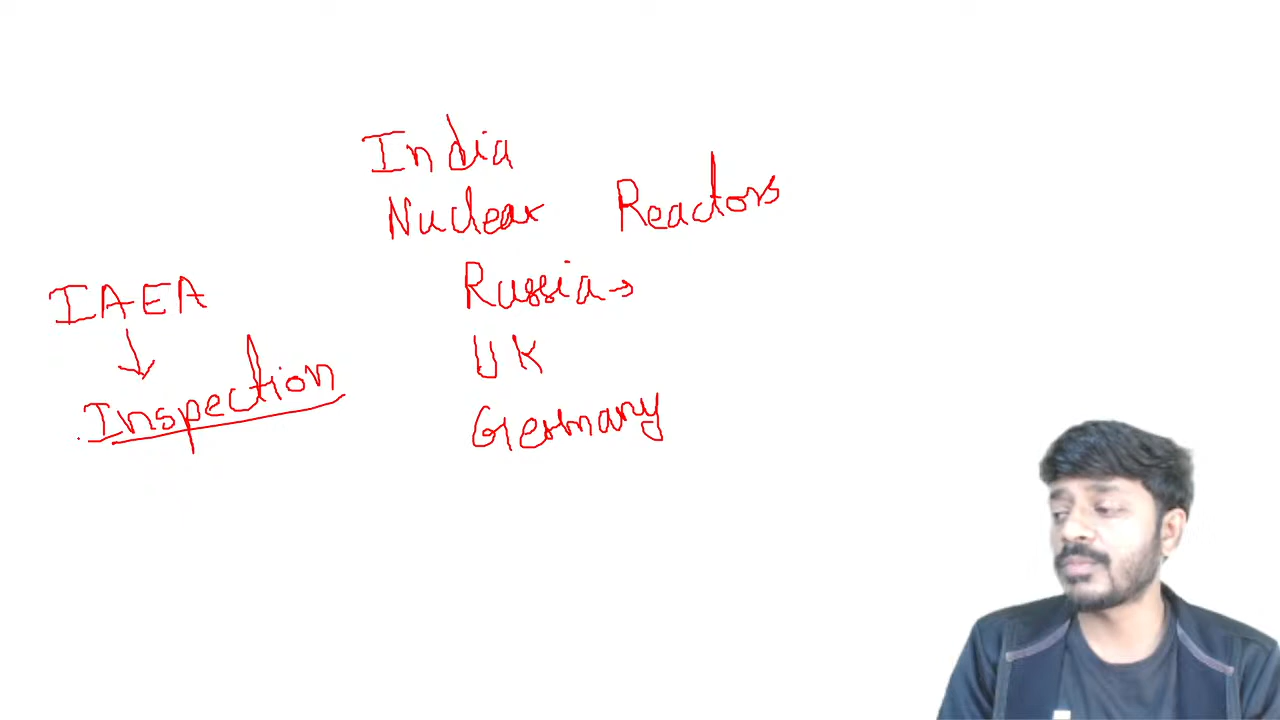 India
Nuclear Reactors
Russia →
UK
Germany
IAEA
↓
Inspection